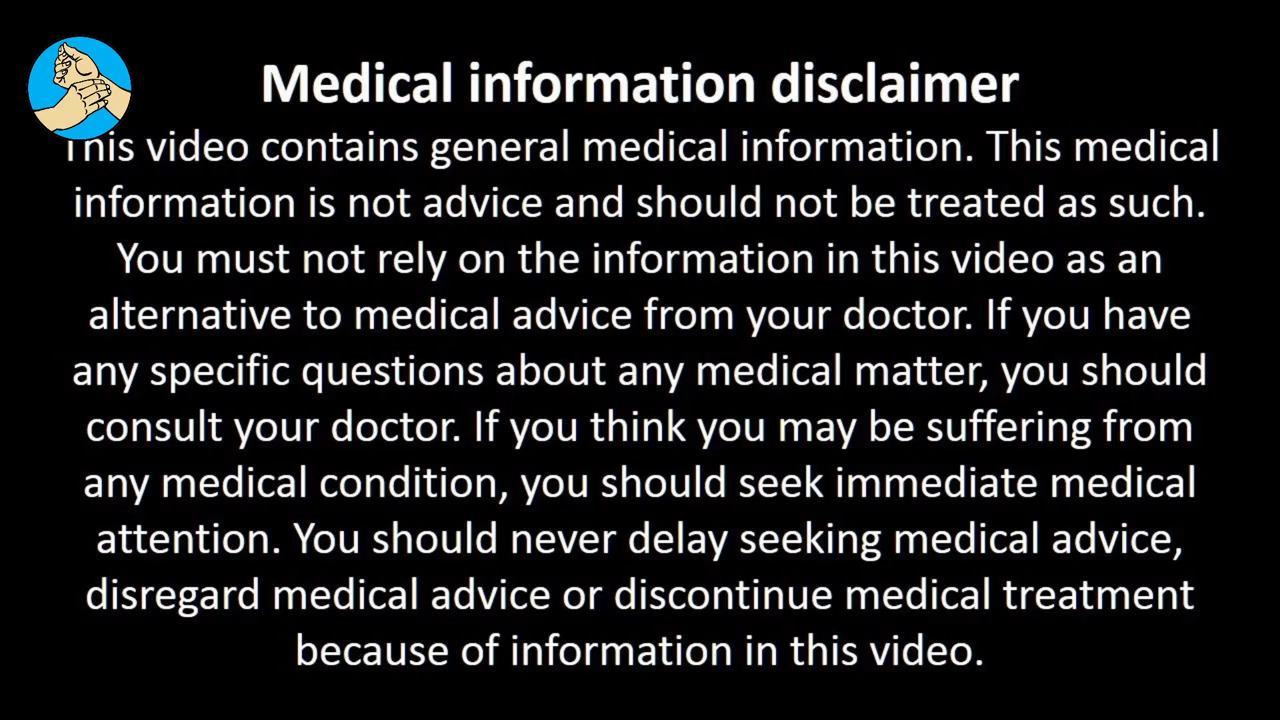 Medical information disclaimer
This video contains general medical information. This medical
information is not advice and should not be treated as such.
You must not rely on the information in this video as an
alternative to medical advice from your doctor. If you have
any specific questions about any medical matter, you should
consult your doctor. If you think you may be suffering from
any medical condition, you should seek immediate medical
attention. You should never delay seeking medical advice,
disregard medical advice or discontinue medical treatment
because of information in this video.